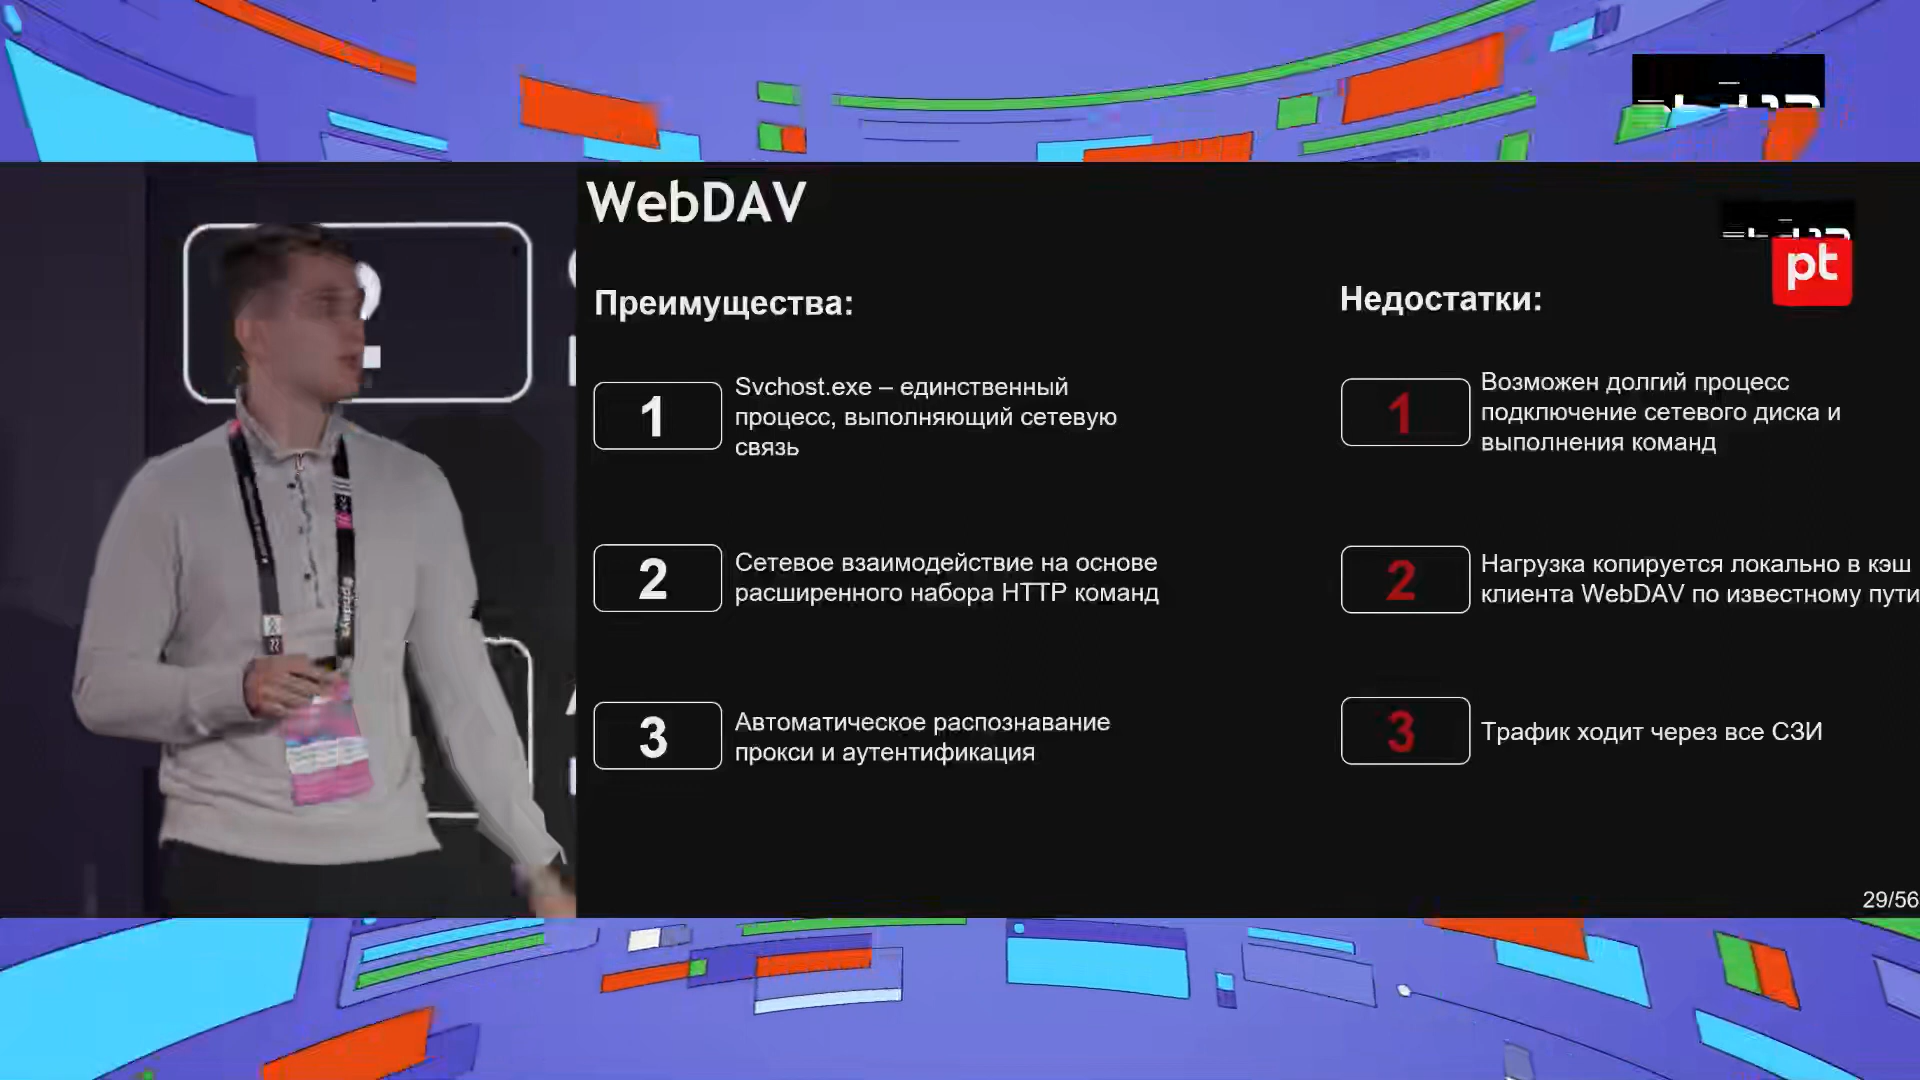 WebDAV
pt
Преимущества:
1
Svchost.exe – единственный
процесс, выполняющий сетевую
связь
2
Сетевое взаимодействие на основе
расширенного набора HTTP команд
3
Автоматическое распознавание
прокси и аутентификация
Недостатки:
1
Возможен долгий процесс
подключение сетевого диска и
выполнения команд
2
Нагрузка копируется локально в кэш
клиента WebDAV по известному пути
3
Трафик ходит через все СЗИ
29/56